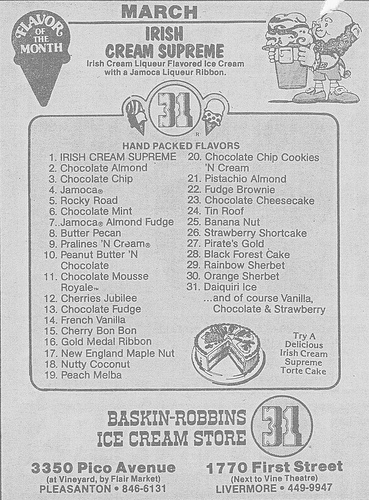 FLAVOR
OF THE
MONTH
MARCH
IRISH
CREAM SUPREME
Irish Cream Liqueur Flavored Ice Cream
with a Jamoca Liqueur Ribbon.
31
HAND PACKED FLAVORS
1. IRISH CREAM SUPREME
2. Chocolate Almond
3. Chocolate Chip
4. Jamoca®
5. Rocky Road
6. Chocolate Mint
7. Jamoca® Almond Fudge
8. Butter Pecan
9. Pralines 'N Cream®
10. Peanut Butter 'N
Chocolate
11. Chocolate Mousse
Royale™
12. Cherries Jubilee
13. Chocolate Fudge
14. French Vanilla
15. Cherry Bon Bon
16. Gold Medal Ribbon
17. New England Maple Nut
18. Nutty Coconut
19. Peach Melba
20. Chocolate Chip Cookies
'N Cream
21. Pistachio Almond
22. Fudge Brownie
23. Chocolate Cheesecake
24. Tin Roof
25. Banana Nut
26. Strawberry Shortcake
27. Pirate's Gold
28. Black Forest Cake
29. Rainbow Sherbet
30. Orange Sherbet
31. Daiquiri Ice
...and of course Vanilla,
Chocolate & Strawberry
Try A
Delicious
Irish Cream
Supreme
Torte Cake
BASKIN-ROBBINS
ICE CREAM STORE
31
3350 Pico Avenue
(at Vineyard, by Flair Market)
PLEASANTON • 846-6131
1770 First Street
(Next to Vine Theatre)
LIVERMORE • 449-9947